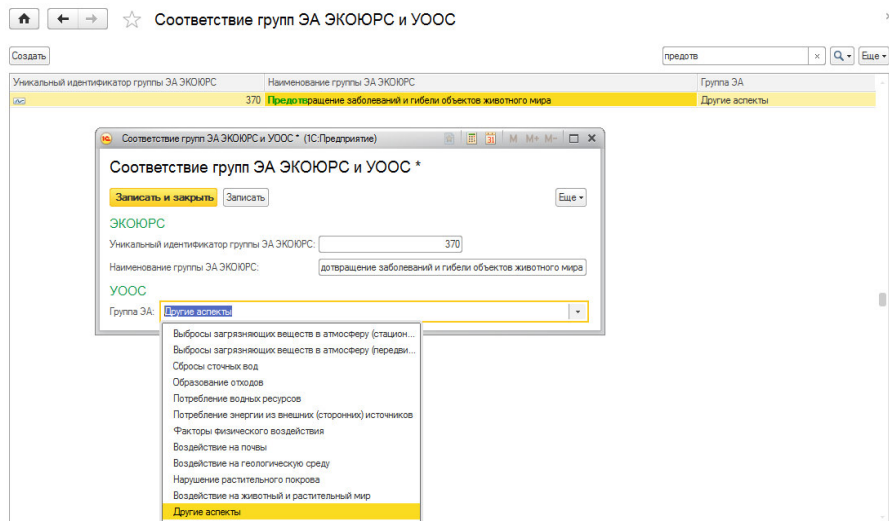 Соответствие групп ЭА ЭКОЮРС и УООС
Создать
предотв
×
Еще
Уникальный идентификатор группы ЭА ЭКОЮРС
Наименование группы ЭА ЭКОЮРС
Группа ЭА
370
Предотвращение заболеваний и гибели объектов животного мира
Другие аспекты
Соответствие групп ЭА ЭКОЮРС и УООС * (1С:Предприятие)
31
M M+ M-
Соответствие групп ЭА ЭКОЮРС и УООС *
Записать и закрыть
Записать
Еще
ЭКОЮРС
Уникальный идентификатор группы ЭА ЭКОЮРС:
370
Наименование группы ЭА ЭКОЮРС:
дотвращение заболеваний и гибели объектов животного мира
УООС
Группа ЭА:
Другие аспекты
Выбросы загрязняющих веществ в атмосферу (стацион...
Выбросы загрязняющих веществ в атмосферу (передви...
Сбросы сточных вод
Образование отходов
Потребление водных ресурсов
Потребление энергии из внешних (сторонних) источников
Факторы физического воздействия
Воздействие на почвы
Воздействие на геологическую среду
Нарушение растительного покрова
Воздействие на животный и растительный мир
Другие аспекты